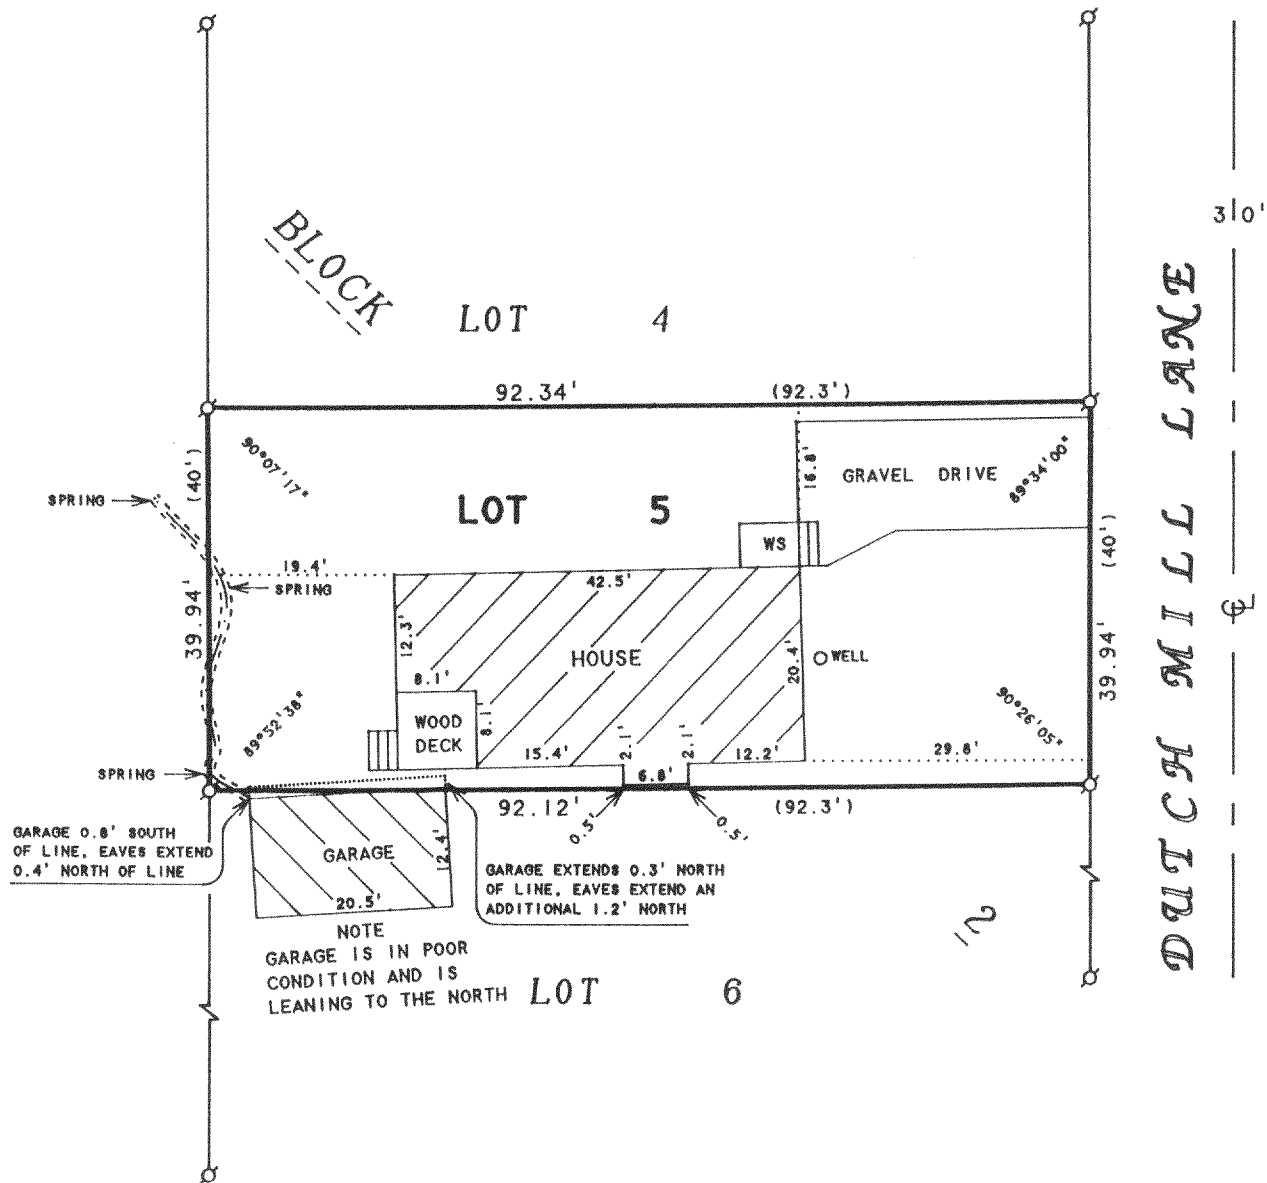 30'
BLOCK
LOT 4
DUTCH MILL LANE
92.34' (92.3')
90°07'17"
(40')
16.8'
GRAVEL DRIVE
89°34'00"
SPRING
LOT 5
WS
(40')
19.4'
42.5'
SPRING
39.94'
12.3'
HOUSE
20.4'
WELL
39.94'
8.1'
89°52'38"
WOOD
DECK
8.1'
90°26'05"
15.4'
2.1'
2.1'
12.2'
29.8'
SPRING
6.8'
92.12' (92.3')
0.5'
0.5'
GARAGE 0.8' SOUTH
OF LINE, EAVES EXTEND
0.4' NORTH OF LINE
GARAGE
12.4'
20.5'
GARAGE EXTENDS 0.3' NORTH
OF LINE, EAVES EXTEND AN
ADDITIONAL 1.2' NORTH
12
NOTE
GARAGE IS IN POOR
CONDITION AND IS
LEANING TO THE NORTH
LOT 6